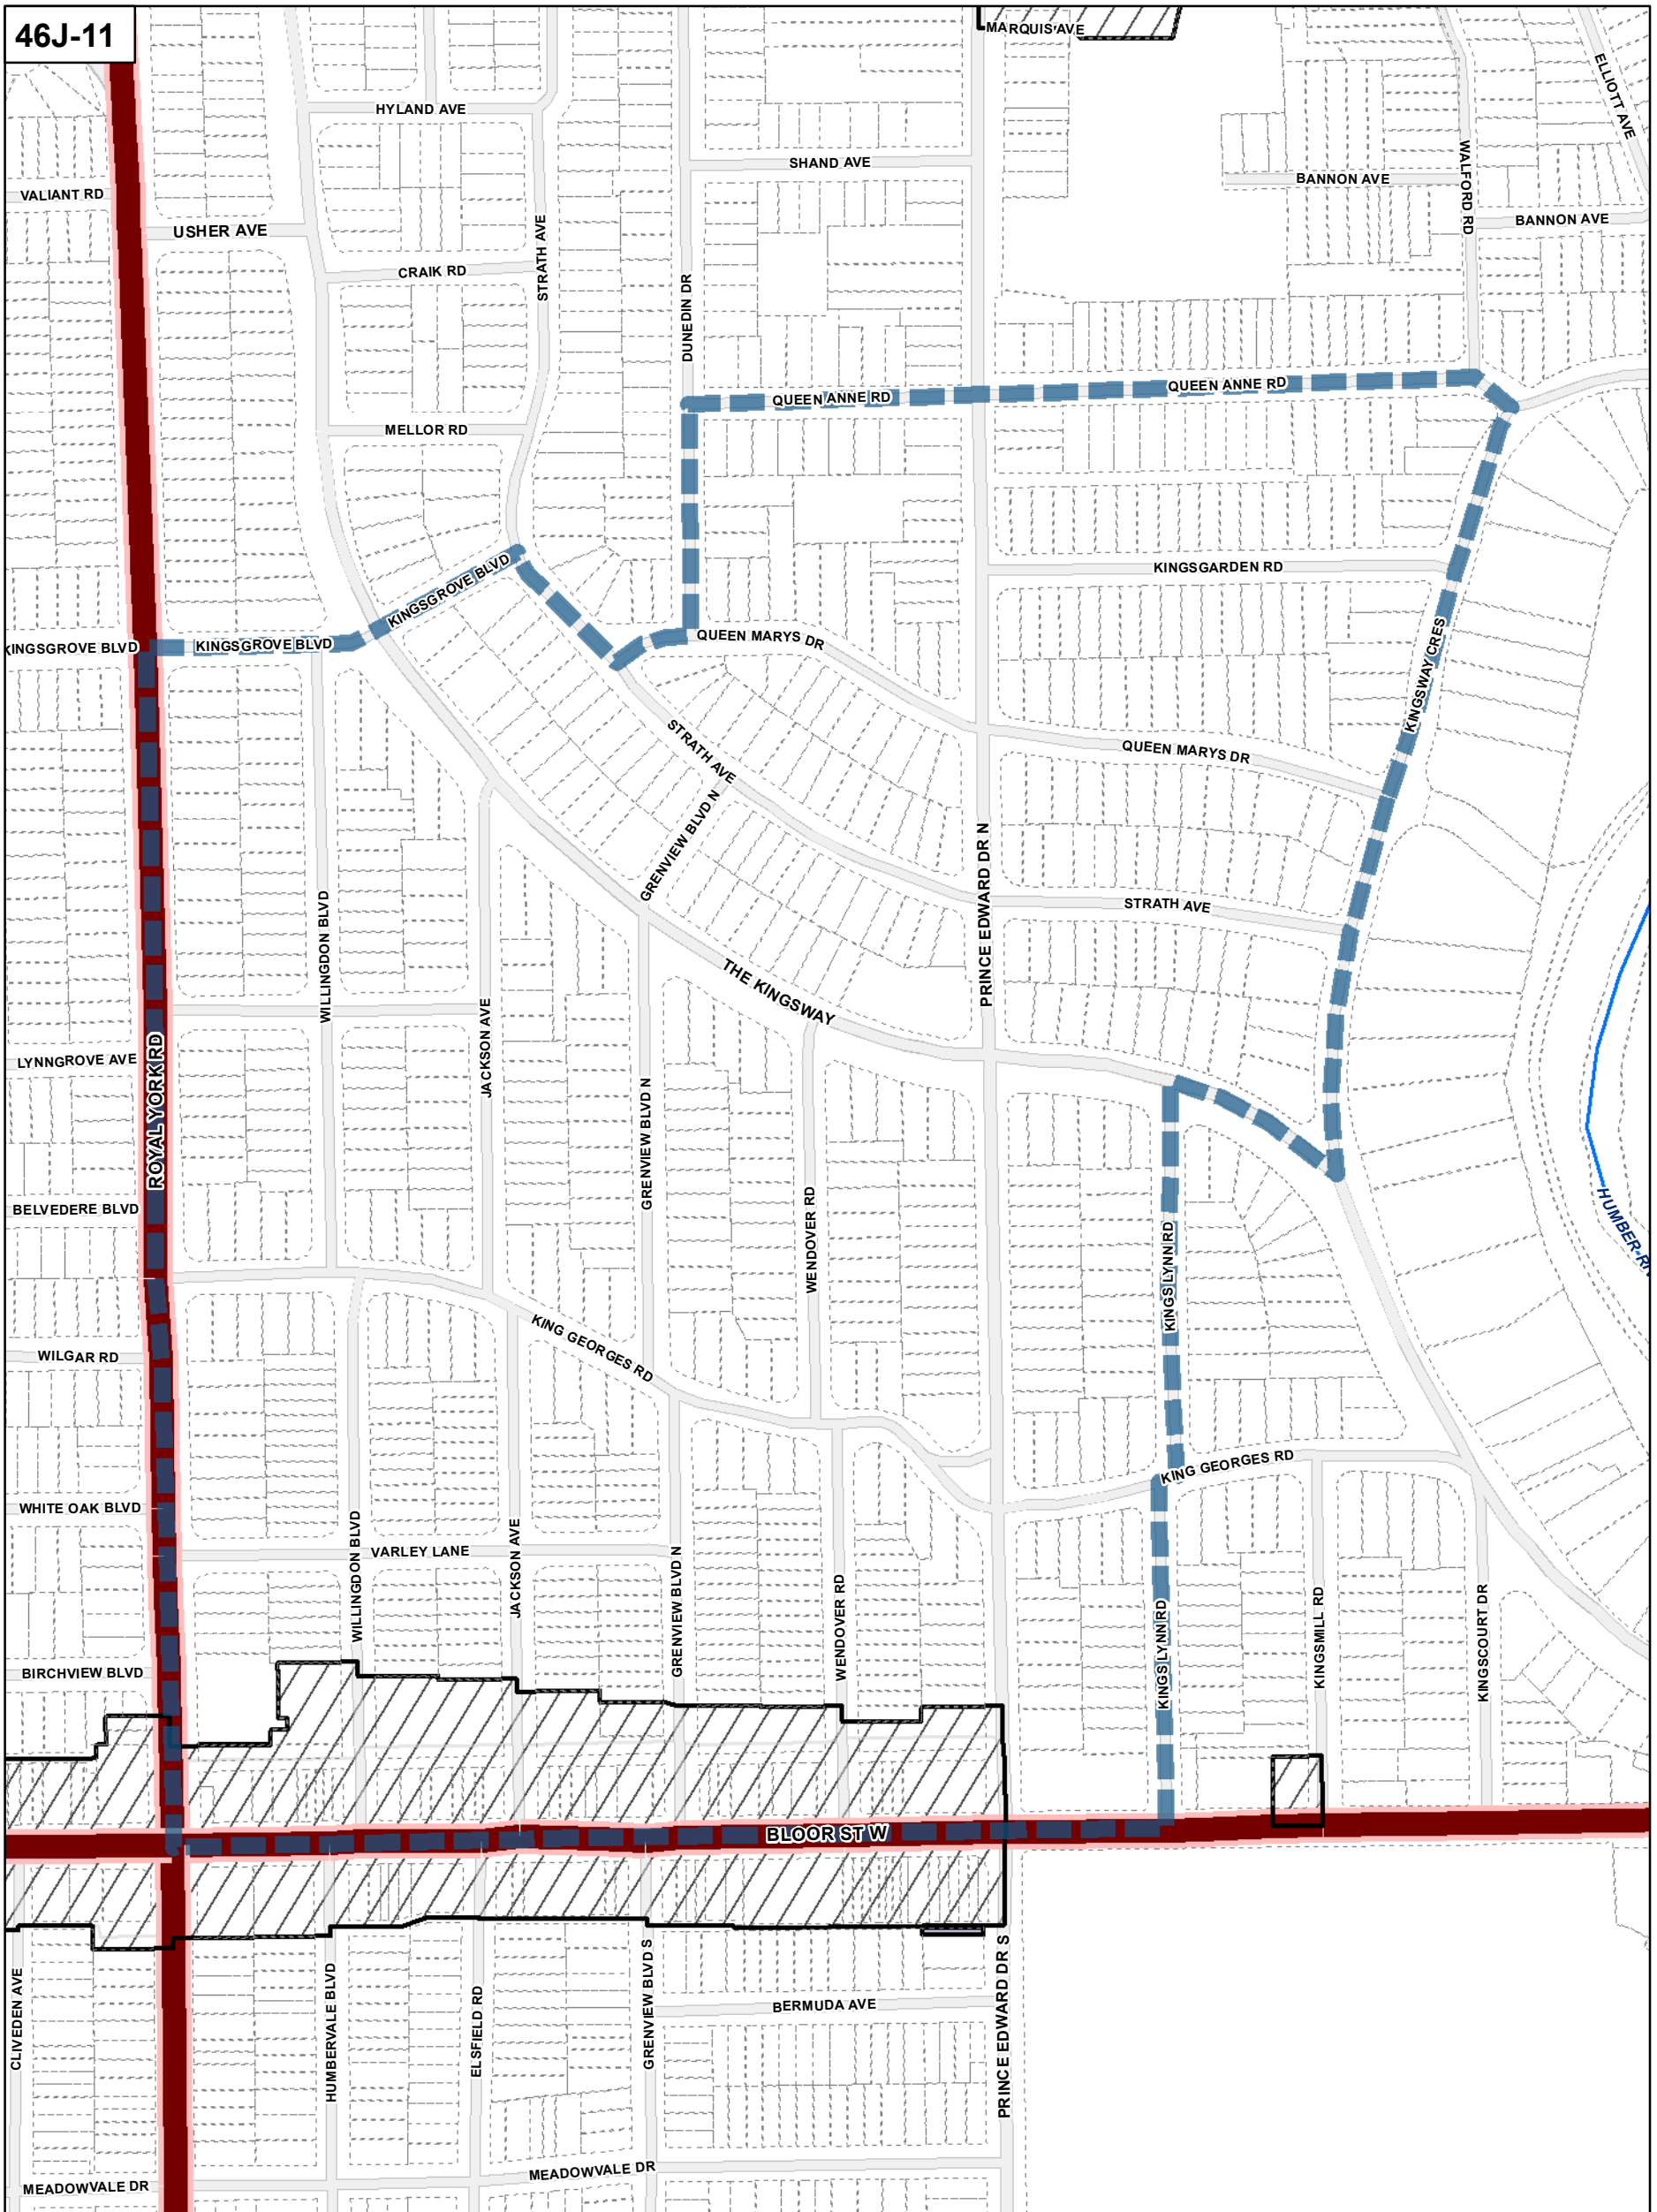 46J-11
MARQUIS AVE
ELLIOTT AVE
HYLAND AVE
SHAND AVE
WALFORD RD
BANNON AVE
VALIANT RD
BANNON AVE
USHER AVE
STRATH AVE
CRAIK RD
DUNEDIN DR
QUEEN ANNE RD
QUEEN ANNE RD
MELLOR RD
KINGSGROVE BLVD
KINGSGARDEN RD
KINGSGROVE BLVD
KINGSGROVE BLVD
QUEEN MARYS DR
KINGSWAY CRES
STRATH AVE
QUEEN MARYS DR
GRENVIEW BLVD N
PRINCE EDWARD DR N
STRATH AVE
WILLINGDON BLVD
THE KINGSWAY
JACKSON AVE
LYNNGROVE AVE
ROYAL YORK RD
GRENVIEW BLVD N
BELVEDERE BLVD
WENDOVER RD
KINGS LYNN RD
HUMBER-RI
WILGAR RD
KING GEORGES RD
KING GEORGES RD
WHITE OAK BLVD
WILLINGDON BLVD
VARLEY LANE
JACKSON AVE
GRENVIEW BLVD N
WENDOVER RD
KINGS LYNN RD
KINGSMILL RD
KINGSCOURT DR
BIRCHVIEW BLVD
BLOOR ST W
CLIVEDEN AVE
HUMBERVALE BLVD
ELSFIELD RD
GRENVIEW BLVD S
BERMUDA AVE
PRINCE EDWARD DR S
MEADOWVALE DR
MEADOWVALE DR